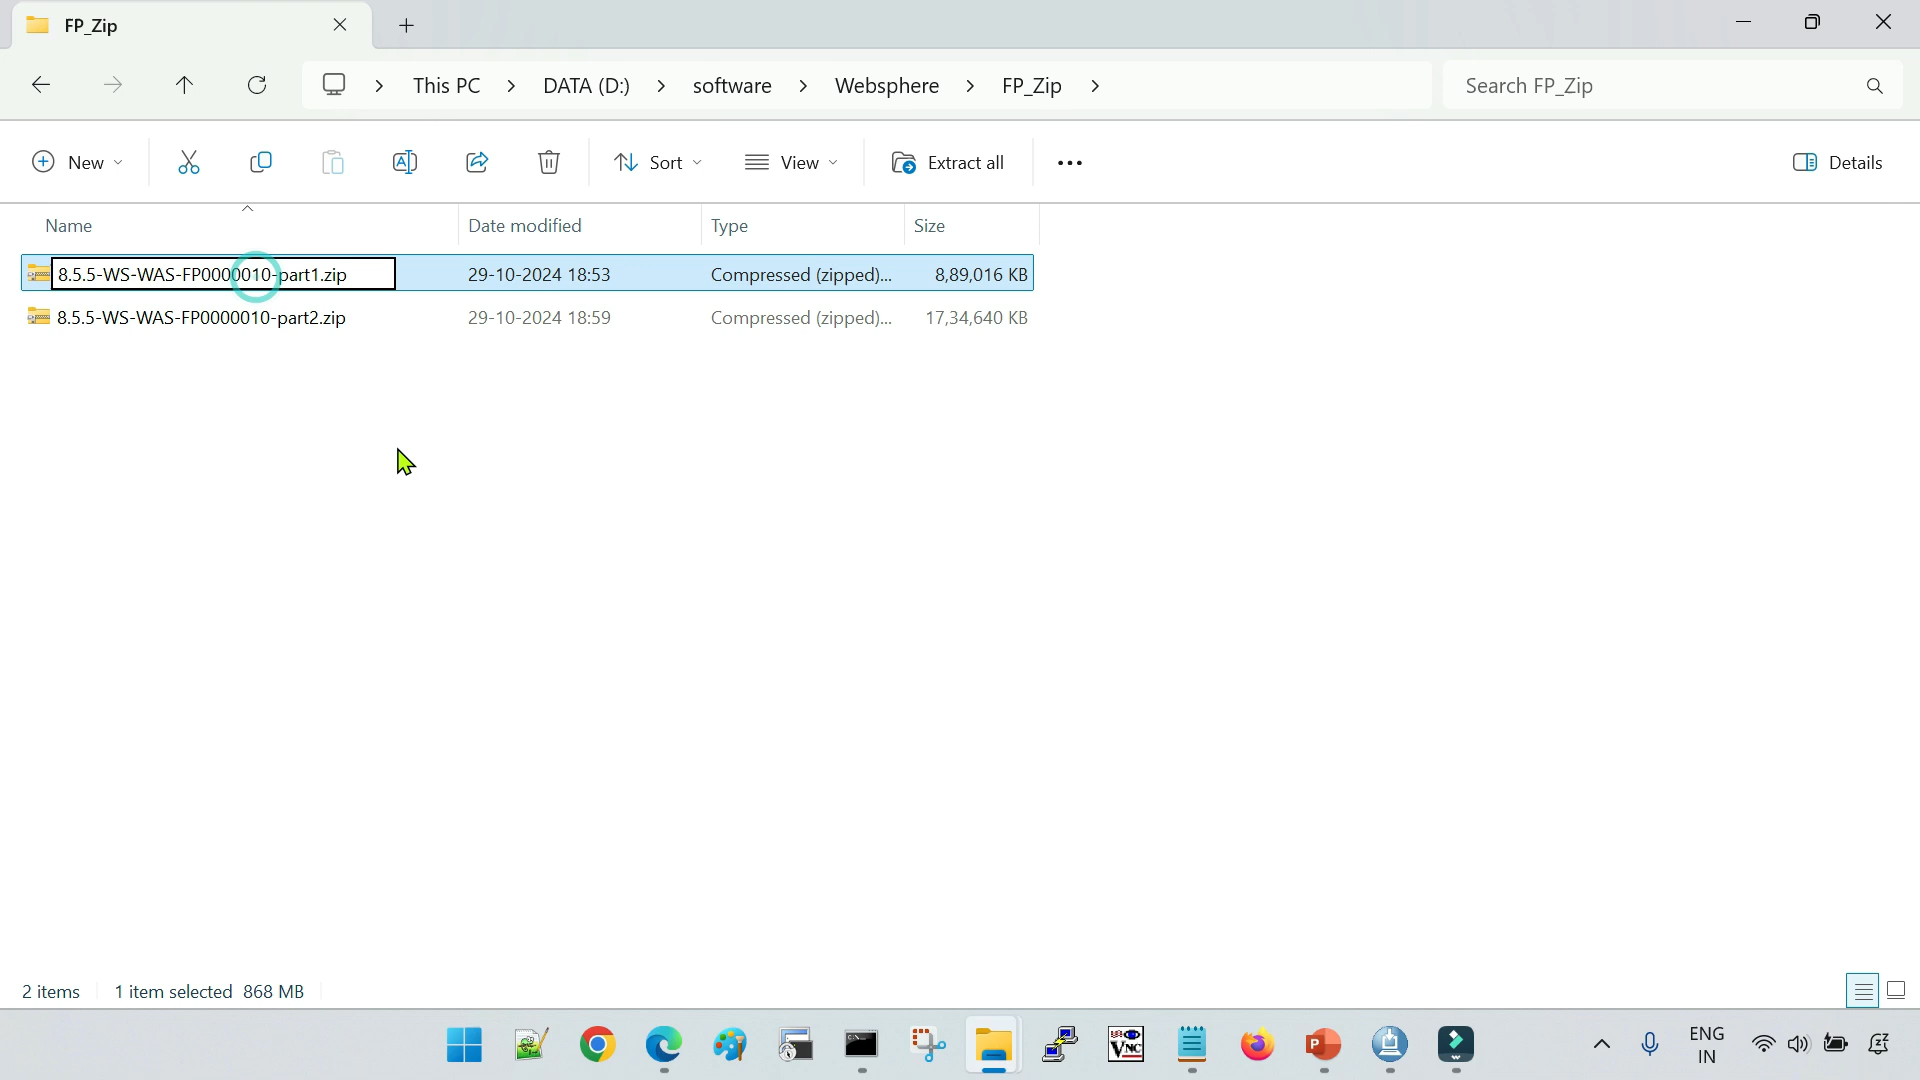 FP_Zip
This PC > DATA (D:) > software > Websphere > FP_Zip >
Search FP_Zip
New
Sort
View
Extract all
Details
Name Date modified Type Size
8.5.5-WS-WAS-FP0000010-part1.zip 29-10-2024 18:53 Compressed (zipped)... 8,89,016 KB
8.5.5-WS-WAS-FP0000010-part2.zip 29-10-2024 18:59 Compressed (zipped)... 17,34,640 KB
2 items 1 item selected 868 MB
VNC
ENG
IN